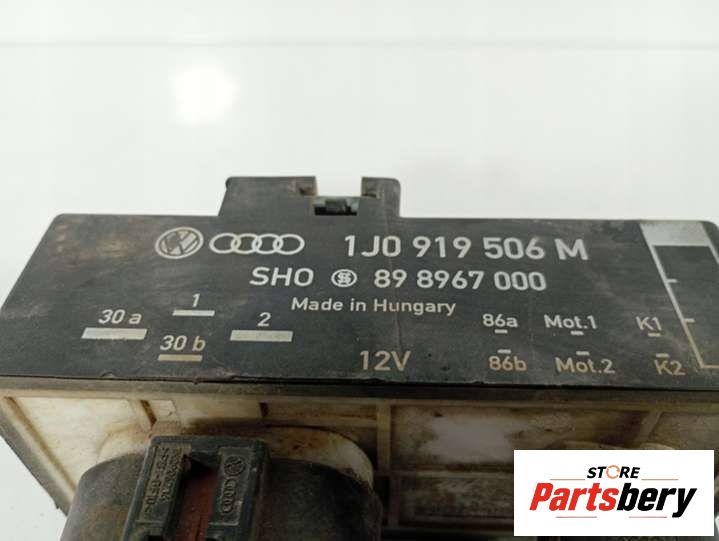 1J0 919 506 M
SHO 89 8967 000
Made in Hungary
30 a 1 30 b 2
12V
86a Mot.1 K1
86b Mot.2 K2
STORE
Partsbery